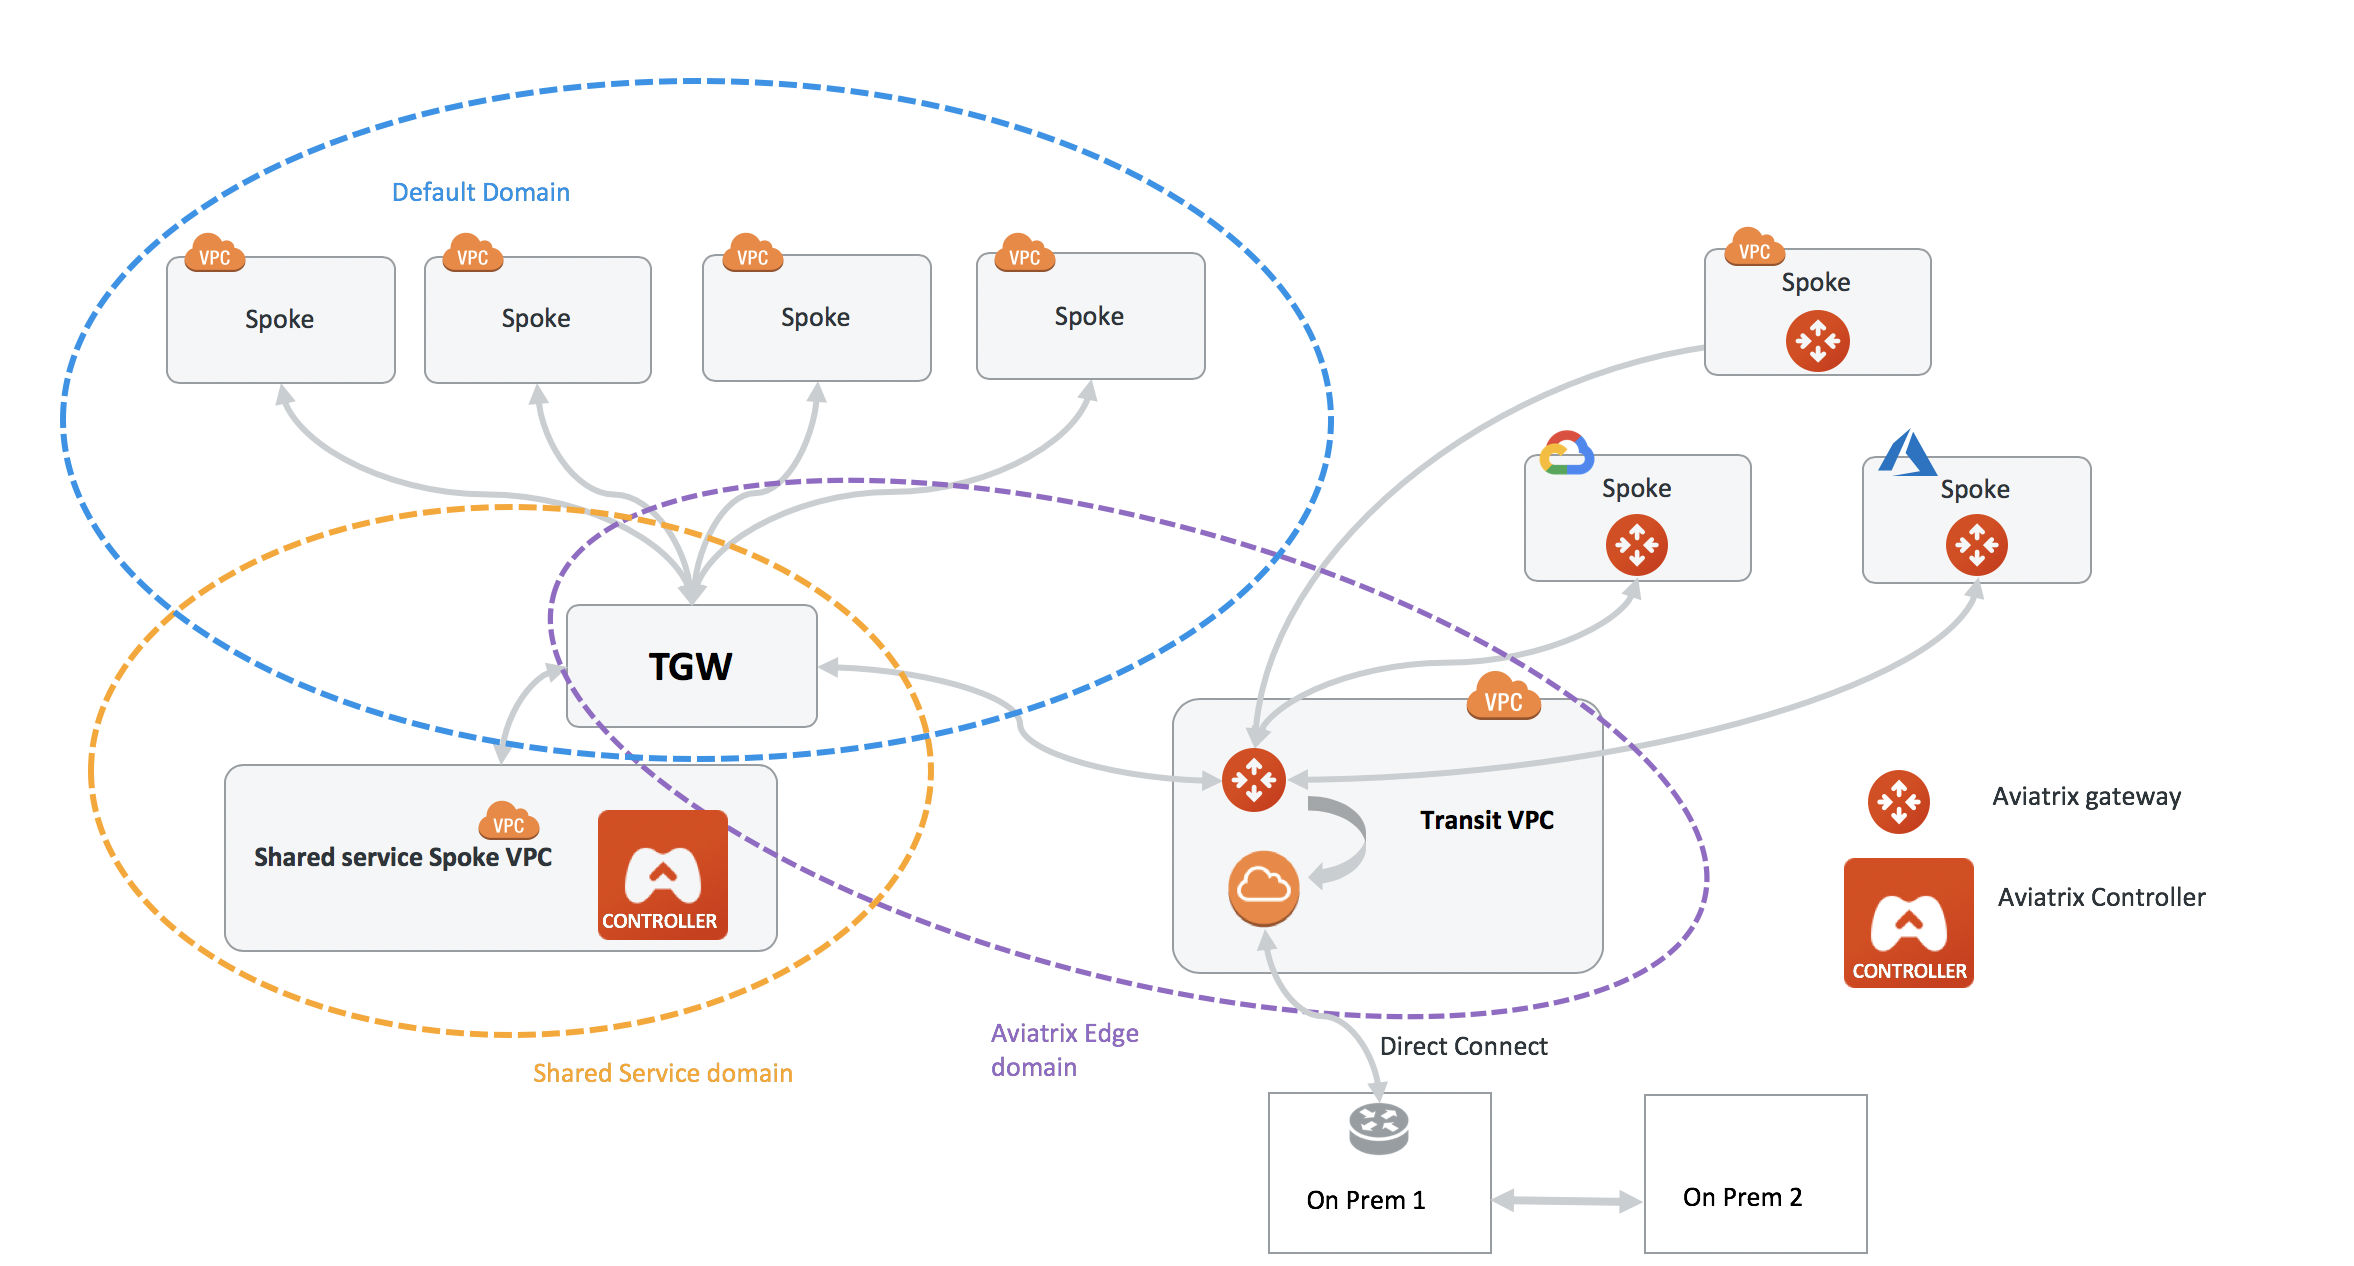 Default Domain
VPC
VPC
VPC
VPC
VPC
Spoke
Spoke
Spoke
Spoke
Spoke
Spoke
Spoke
TGW
VPC
Transit VPC
VPC
Shared service Spoke VPC
CONTROLLER
Aviatrix gateway
Aviatrix Controller
CONTROLLER
Aviatrix Edge
domain
Direct Connect
Shared Service domain
On Prem 1
On Prem 2